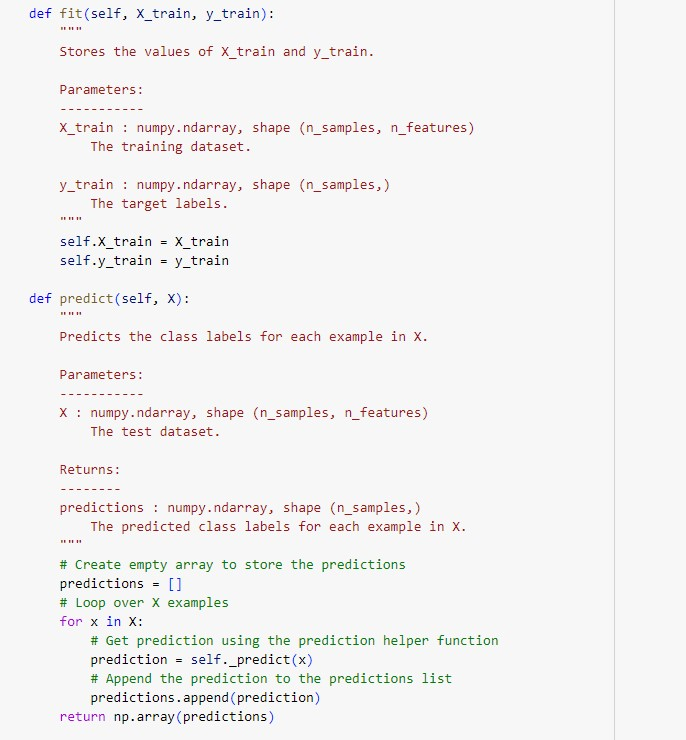 def fit(self, X_train, y_train):
"""
Stores the values of X_train and y_train.
Parameters:
-----------
X_train : numpy.ndarray, shape (n_samples, n_features)
The training dataset.
y_train : numpy.ndarray, shape (n_samples,)
The target labels.
"""
self.X_train = X_train
self.y_train = y_train
def predict(self, X):
"""
Predicts the class labels for each example in X.
Parameters:
-----------
X : numpy.ndarray, shape (n_samples, n_features)
The test dataset.
Returns:
--------
predictions : numpy.ndarray, shape (n_samples,)
The predicted class labels for each example in X.
"""
# Create empty array to store the predictions
predictions = []
# Loop over X examples
for x in X:
# Get prediction using the prediction helper function
prediction = self._predict(x)
# Append the prediction to the predictions list
predictions.append(prediction)
return np.array(predictions)